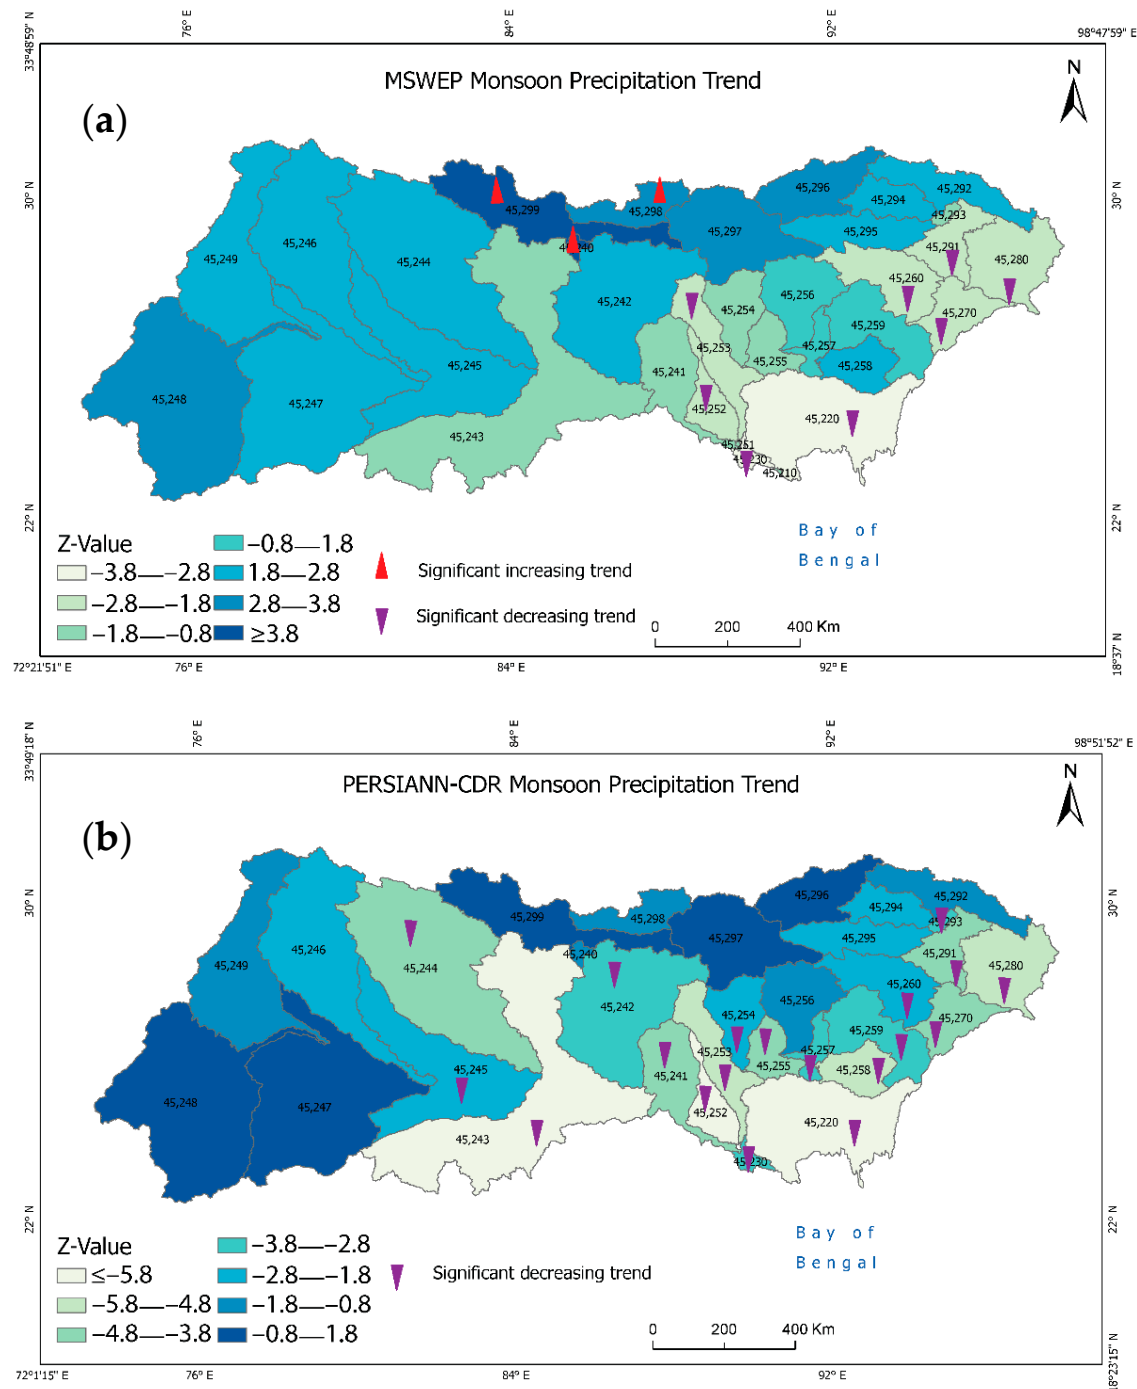 76° E
84° E
92° E
98°47'59" E
33°48'59" N
MSWEP Monsoon Precipitation Trend
N
(a)
30° N
30° N
45,299
45,298
45,296
45,292
45,294
45,293
45,297
45,295
45,291
45,246
45,249
45,244
45,240
45,280
45,260
45,242
45,256
45,254
45,270
45,259
45,257
45,253
45,255
45,258
45,245
45,241
45,248
45,247
45,252
45,220
45,243
45,251
45,230
45,210
22° N
22° N
Bay of
Bengal
Z-Value
−3.8—−2.8
−2.8—−1.8
−1.8—−0.8
−0.8—1.8
1.8—2.8
2.8—3.8
≥3.8
Significant increasing trend
Significant decreasing trend
0 200 400 Km
18°37' N
72°21'51" E
76° E
84° E
92° E
76° E
84° E
92° E
98°51'52" E
33°49'18" N
PERSIANN-CDR Monsoon Precipitation Trend
N
(b)
30° N
30° N
45,296
45,292
45,294
45,299
45,298
45,293
45,297
45,295
45,246
45,240
45,291
45,249
45,244
45,280
45,260
45,256
45,242
45,254
45,270
45,259
45,257
45,253
45,255
45,245
45,241
45,258
45,248
45,247
45,252
45,220
45,243
45,230
22° N
22° N
Bay of
Bengal
Z-Value
≤−5.8
−5.8—−4.8
−4.8—−3.8
−3.8—−2.8
−2.8—−1.8
−1.8—−0.8
−0.8—1.8
Significant decreasing trend
0 200 400 Km
18°23'15" N
72°1'15" E
76° E
84° E
92° E